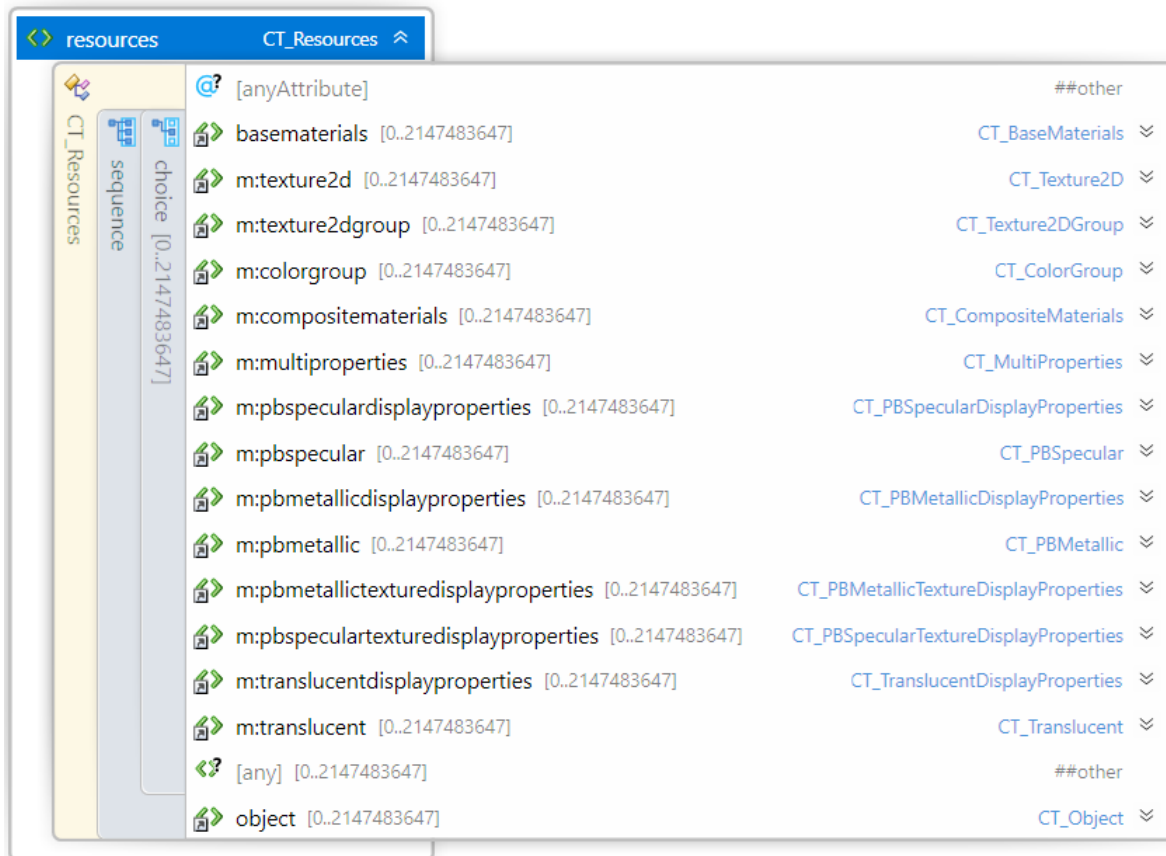 resources CT_Resources
CT_Resources
sequence
choice [0..2147483647]
[anyAttribute] ##other
basematerials [0..2147483647] CT_BaseMaterials
m:texture2d [0..2147483647] CT_Texture2D
m:texture2dgroup [0..2147483647] CT_Texture2DGroup
m:colorgroup [0..2147483647] CT_ColorGroup
m:compositematerials [0..2147483647] CT_CompositeMaterials
m:multiproperties [0..2147483647] CT_MultiProperties
m:pbspeculardisplayproperties [0..2147483647] CT_PBSpecularDisplayProperties
m:pbspecular [0..2147483647] CT_PBSpecular
m:pbmetallicdisplayproperties [0..2147483647] CT_PBMetallicDisplayProperties
m:pbmetallic [0..2147483647] CT_PBMetallic
m:pbmetallictexturedisplayproperties [0..2147483647] CT_PBMetallicTextureDisplayProperties
m:pbspeculartexturedisplayproperties [0..2147483647] CT_PBSpecularTextureDisplayProperties
m:translucentdisplayproperties [0..2147483647] CT_TranslucentDisplayProperties
m:translucent [0..2147483647] CT_Translucent
[any] [0..2147483647] ##other
object [0..2147483647] CT_Object